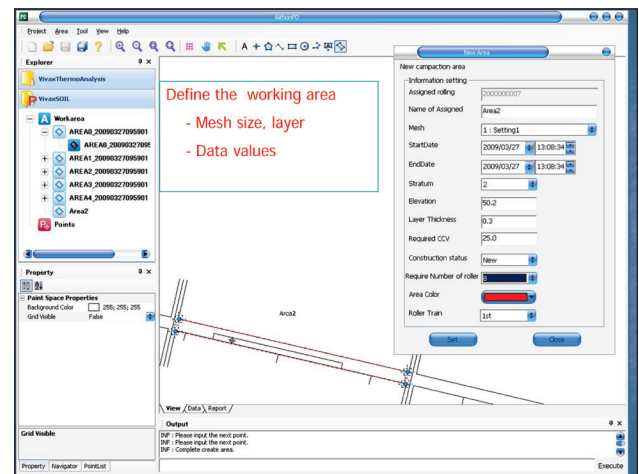 AithonPD
Project Area Tool View Help
Explorer
VivaxThermoAnalysis
VivaxSOIL
Workarea
AREA0_20090327095901
AREA0_20090327095
AREA1_20090327095901
AREA2_20090327095901
AREA3_20090327095901
AREA4_20090327095901
Area2
Points
Property
Paint Space Properties
Background Color 255; 255; 255
Grid Visible False
Grid Visible
Property Navigator PointList
Define the working area
- Mesh size, layer
- Data values
Area2
View Data Report
Output
INF : Please input the next point.
INF : Please input the next point.
INF : Complete create area.
Execute
New Area
New campaction area
Information setting
Assigned rolling 2000000007
Name of Assigned Area2
Mesh 1 : Setting1
StartDate 2009/03/27 13:08:34
EndDate 2009/03/27 13:08:34
Stratum 2
Elevation 50.2
Layer Thickness 0.3
Required CCV 25.0
Construction status New
Require Number of roller 8
Area Color
Roller Train 1st
Set Close